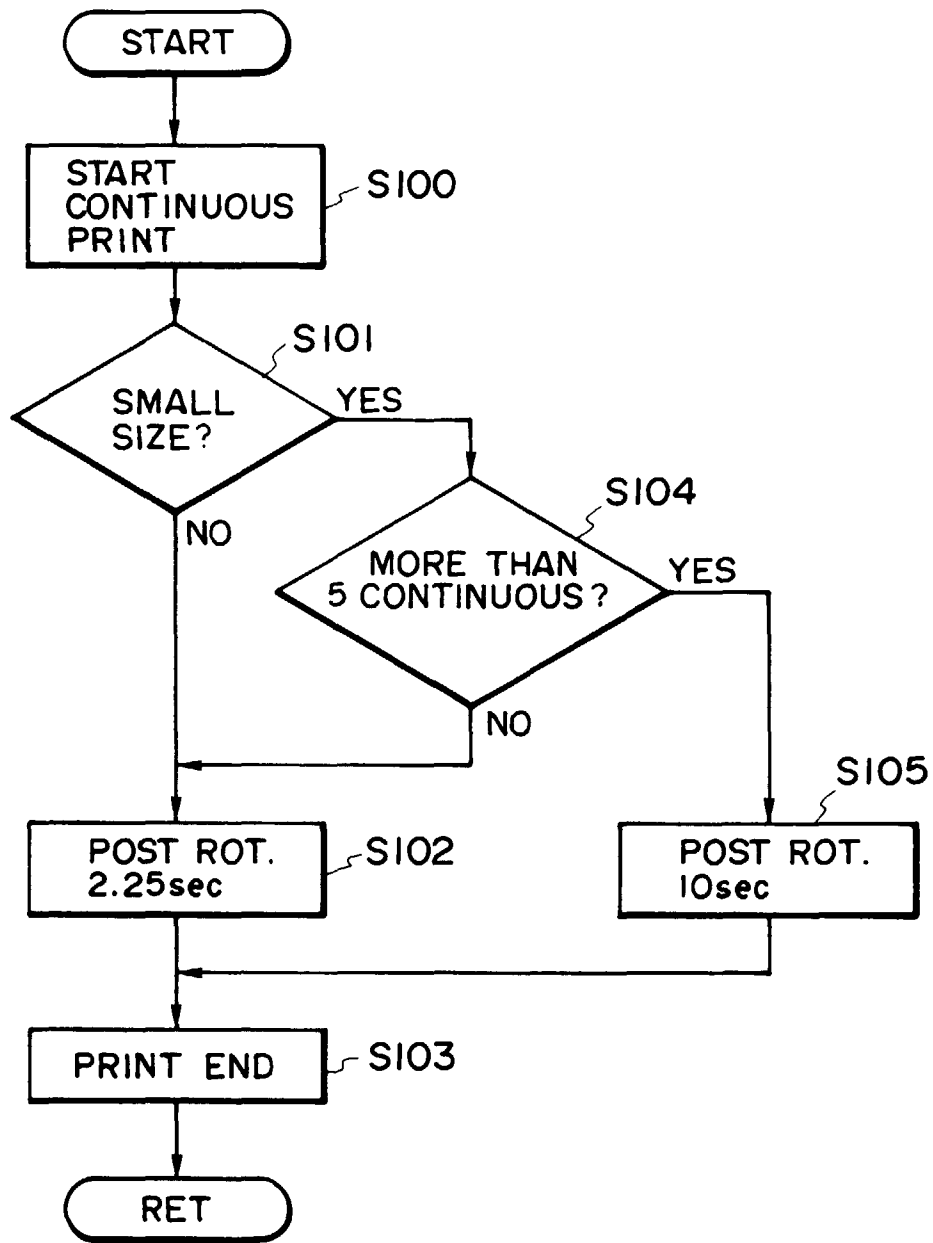 START
START
CONTINUOUS
PRINT
S100
S101
SMALL
SIZE?
YES
NO
S104
MORE THAN
5 CONTINUOUS?
YES
NO
S105
POST ROT.
2.25sec
S102
POST ROT.
10sec
PRINT END
S103
RET